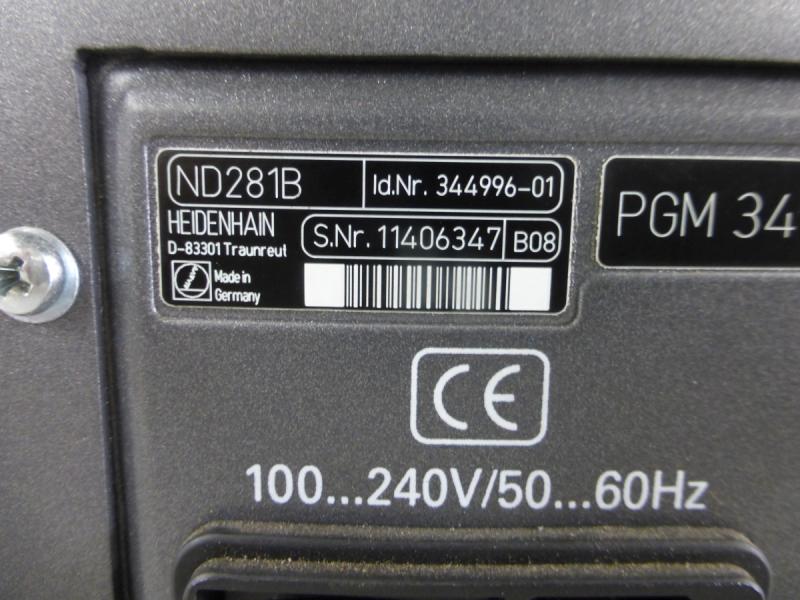 ND281B Id.Nr. 344996-01
HEIDENHAIN
D-83301 Traunreut
S.Nr. 11406347 B08
Made in
Germany
PGM 34
CE
100...240V/50...60Hz